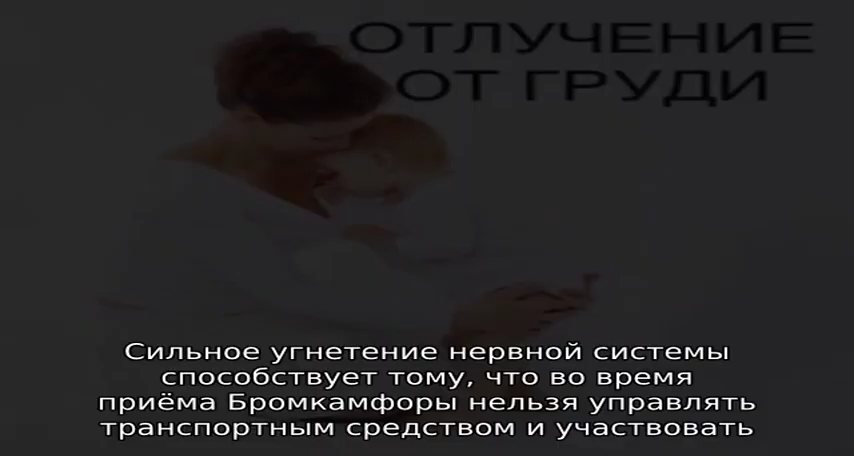 ОТЛУЧЕНИЕ
ОТ ГРУДИ
Сильное угнетение нервной системы
способствует тому, что во время
приёма Бромкамфоры нельзя управлять
транспортным средством и участвовать